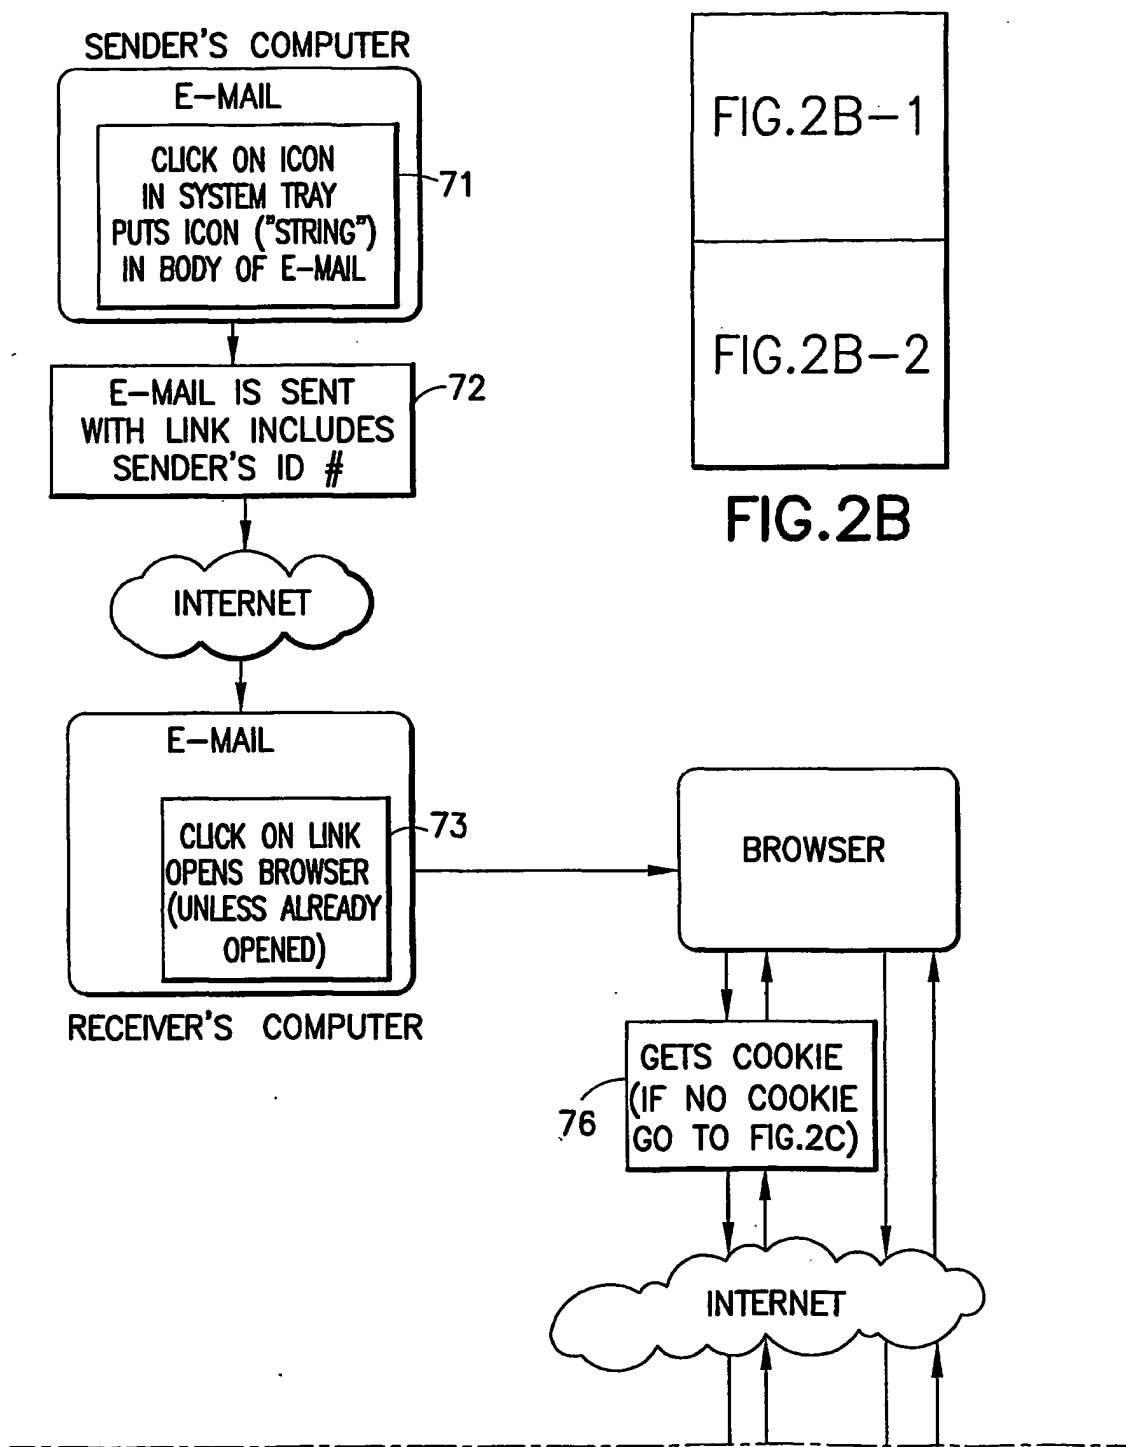 SENDER'S COMPUTER
E-MAIL
CLICK ON ICON
IN SYSTEM TRAY
PUTS ICON ("STRING")
IN BODY OF E-MAIL
71
E-MAIL IS SENT
WITH LINK INCLUDES
SENDER'S ID #
72
INTERNET
E-MAIL
CLICK ON LINK
OPENS BROWSER
(UNLESS ALREADY
OPENED)
73
RECEIVER'S COMPUTER
FIG.2B-1
FIG.2B-2
FIG.2B
BROWSER
GETS COOKIE
(IF NO COOKIE
GO TO FIG.2C)
76
INTERNET